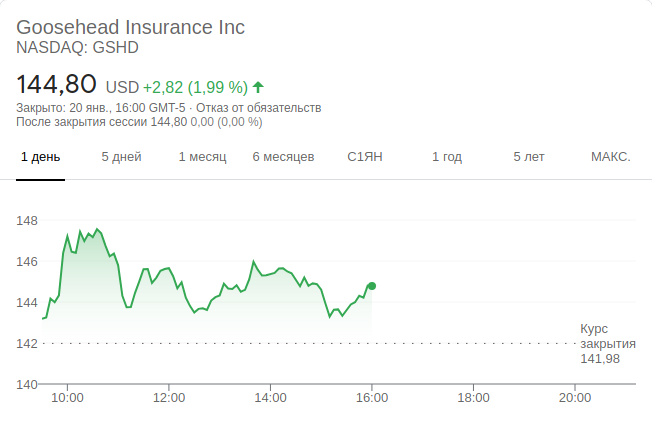 Goosehead Insurance Inc
NASDAQ: GSHD
144,80 USD +2,82 (1,99 %)
Закрыто: 20 янв., 16:00 GMT-5 · Отказ от обязательств
После закрытия сессии 144,80 0,00 (0,00 %)
1 день 5 дней 1 месяц 6 месяцев С1ЯН 1 год 5 лет МАКС.
148
146
144
142
140
Курс
закрытия
141,98
10:00 12:00 14:00 16:00 18:00 20:00